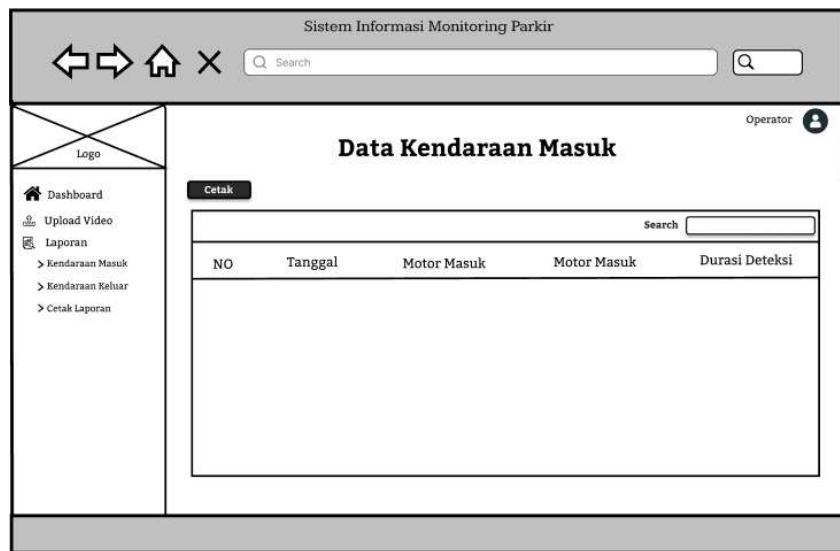 Sistem Informasi Monitoring Parkir
Search
Operator
Logo
Data Kendaraan Masuk
Dashboard
Upload Video
Laporan
Kendaraan Masuk
Kendaraan Keluar
Cetak Laporan
Cetak
Search
NO Tanggal Motor Masuk Motor Masuk Durasi Deteksi